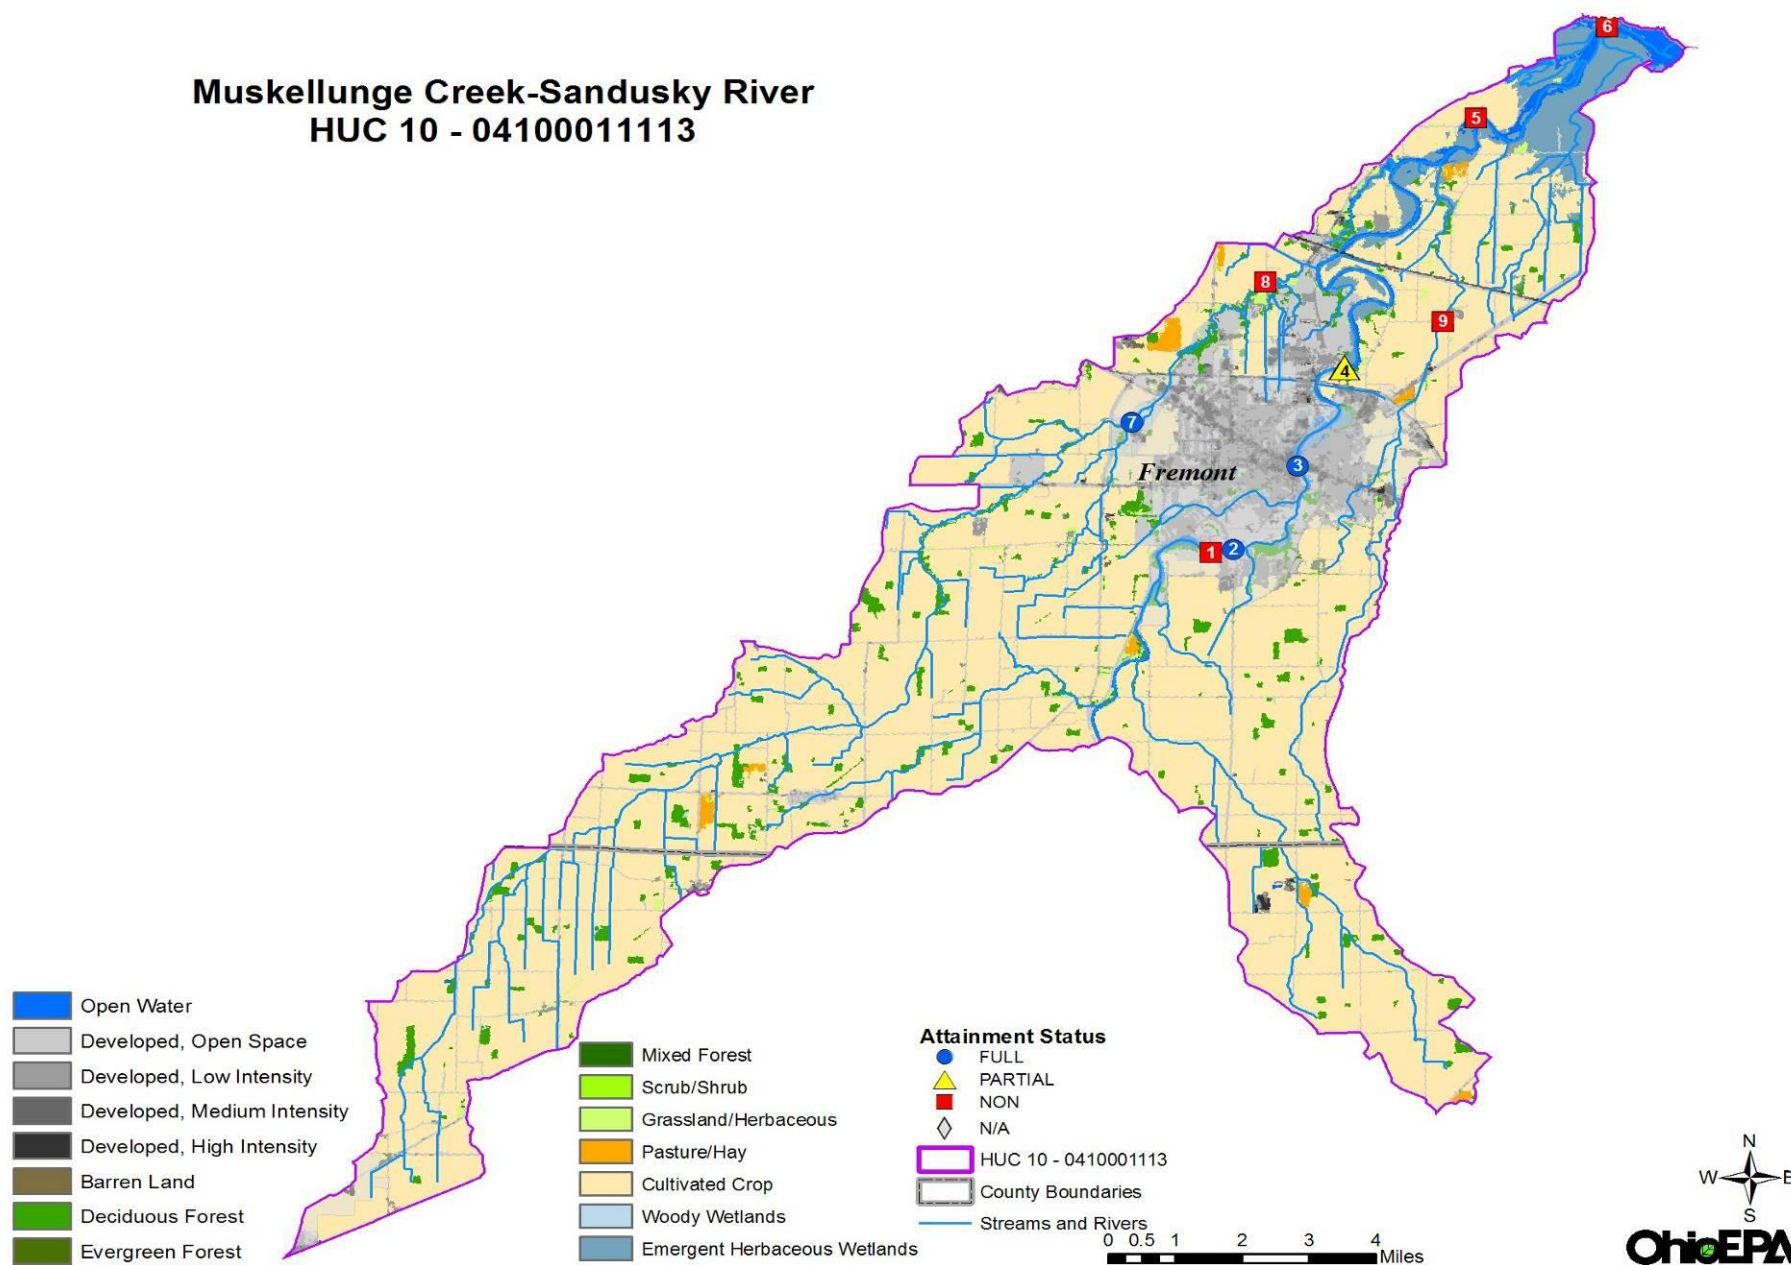 Muskellunge Creek-Sandusky River
HUC 10 - 04100011113
6
5
8
9
4
7
3
Fremont
1
2
Open Water
Developed, Open Space
Developed, Low Intensity
Developed, Medium Intensity
Developed, High Intensity
Barren Land
Deciduous Forest
Evergreen Forest
Mixed Forest
Scrub/Shrub
Grassland/Herbaceous
Pasture/Hay
Cultivated Crop
Woody Wetlands
Emergent Herbaceous Wetlands
Attainment Status
FULL
PARTIAL
NON
N/A
HUC 10 - 0410001113
County Boundaries
Streams and Rivers
0 0.5 1 2 3 4
Miles
N
W E
S
OhioEPA